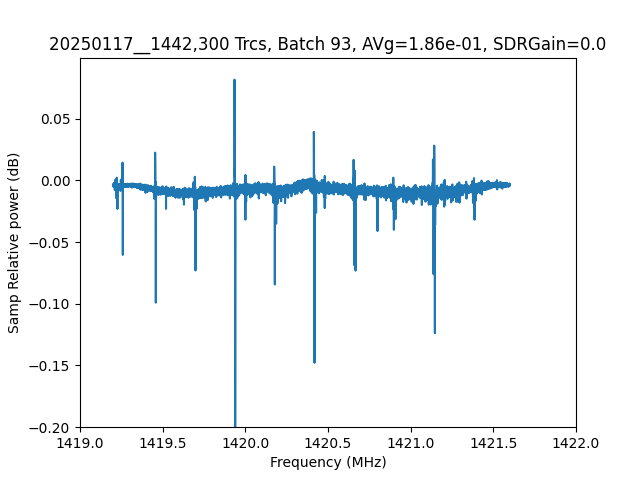 20250117__1442,300 Trcs, Batch 93, AVg=1.86e-01, SDRGain=0.0
0.05
0.00
−0.05
−0.10
−0.15
−0.20
Samp Relative power (dB)
1419.0 1419.5 1420.0 1420.5 1421.0 1421.5 1422.0
Frequency (MHz)